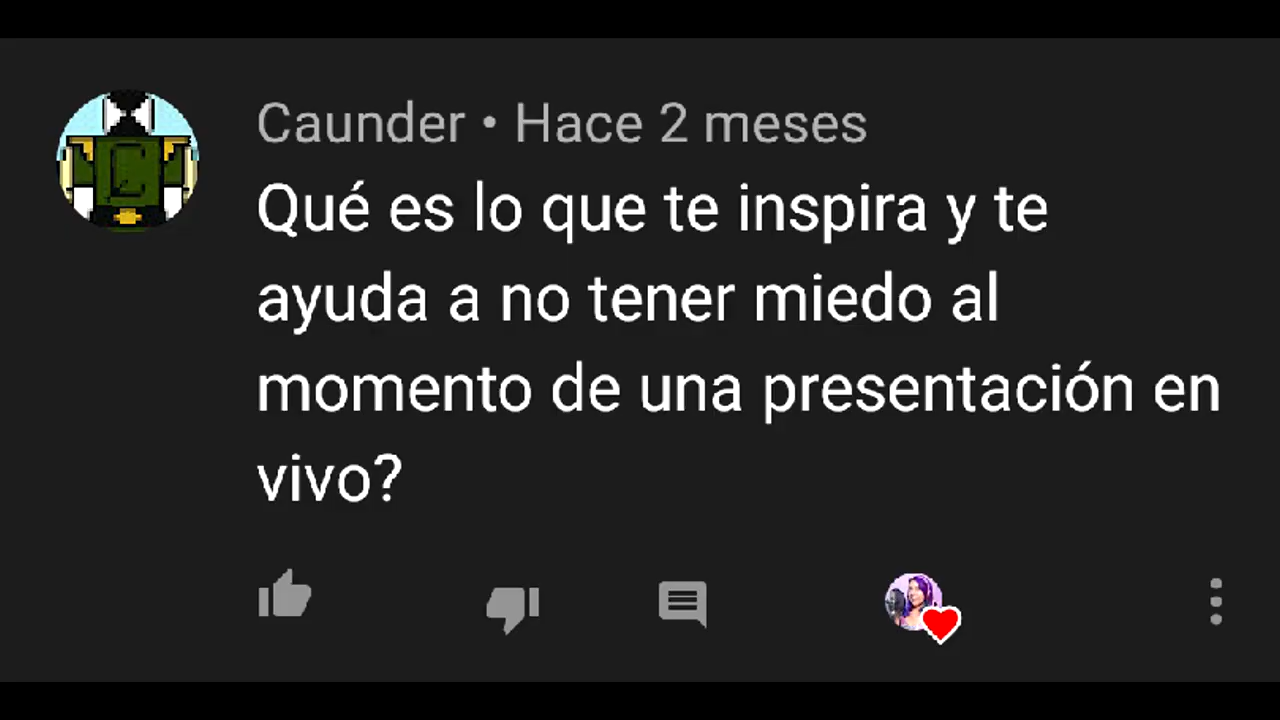 Caunder • Hace 2 meses
Qué es lo que te inspira y te
ayuda a no tener miedo al
momento de una presentación en
vivo?